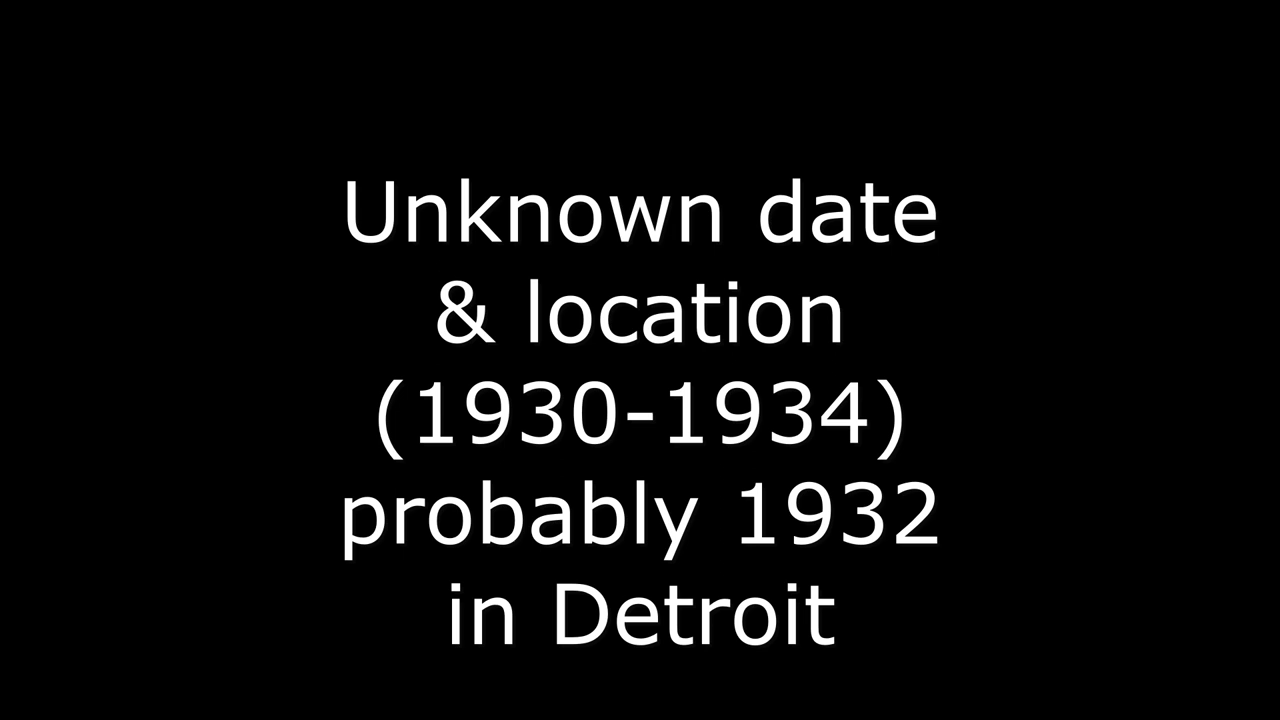 Unknown date
& location
(1930-1934)
probably 1932
in Detroit